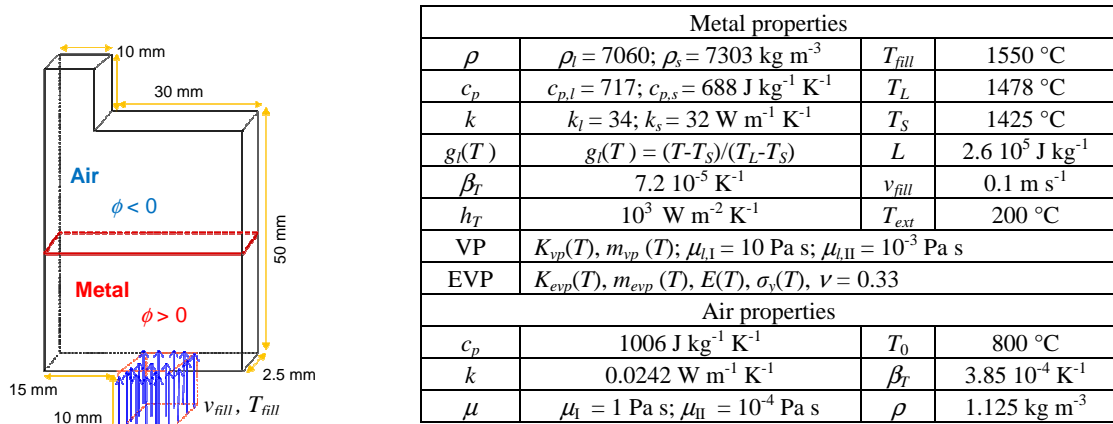 10 mm
30 mm
Air
ϕ < 0
50 mm
Metal
ϕ > 0
15 mm
2.5 mm
10 mm
v_fill, T_fill
Metal properties
ρ ρ_l = 7060; ρ_s = 7303 kg m^-3 T_fill 1550 °C
c_p c_p,l = 717; c_p,s = 688 J kg^-1 K^-1 T_L 1478 °C
k k_l = 34; k_s = 32 W m^-1 K^-1 T_S 1425 °C
g_l(T ) g_l(T ) = (T-T_S)/(T_L-T_S) L 2.6 10^5 J kg^-1
β_T 7.2 10^-5 K^-1 v_fill 0.1 m s^-1
h_T 10^3 W m^-2 K^-1 T_ext 200 °C
VP K_vp(T), m_vp (T); μ_l,I = 10 Pa s; μ_l,II = 10^-3 Pa s
EVP K_evp(T), m_evp (T), E(T), σ_y(T), ν = 0.33
Air properties
c_p 1006 J kg^-1 K^-1 T_0 800 °C
k 0.0242 W m^-1 K^-1 β_T 3.85 10^-4 K^-1
μ μ_I = 1 Pa s; μ_II = 10^-4 Pa s ρ 1.125 kg m^-3